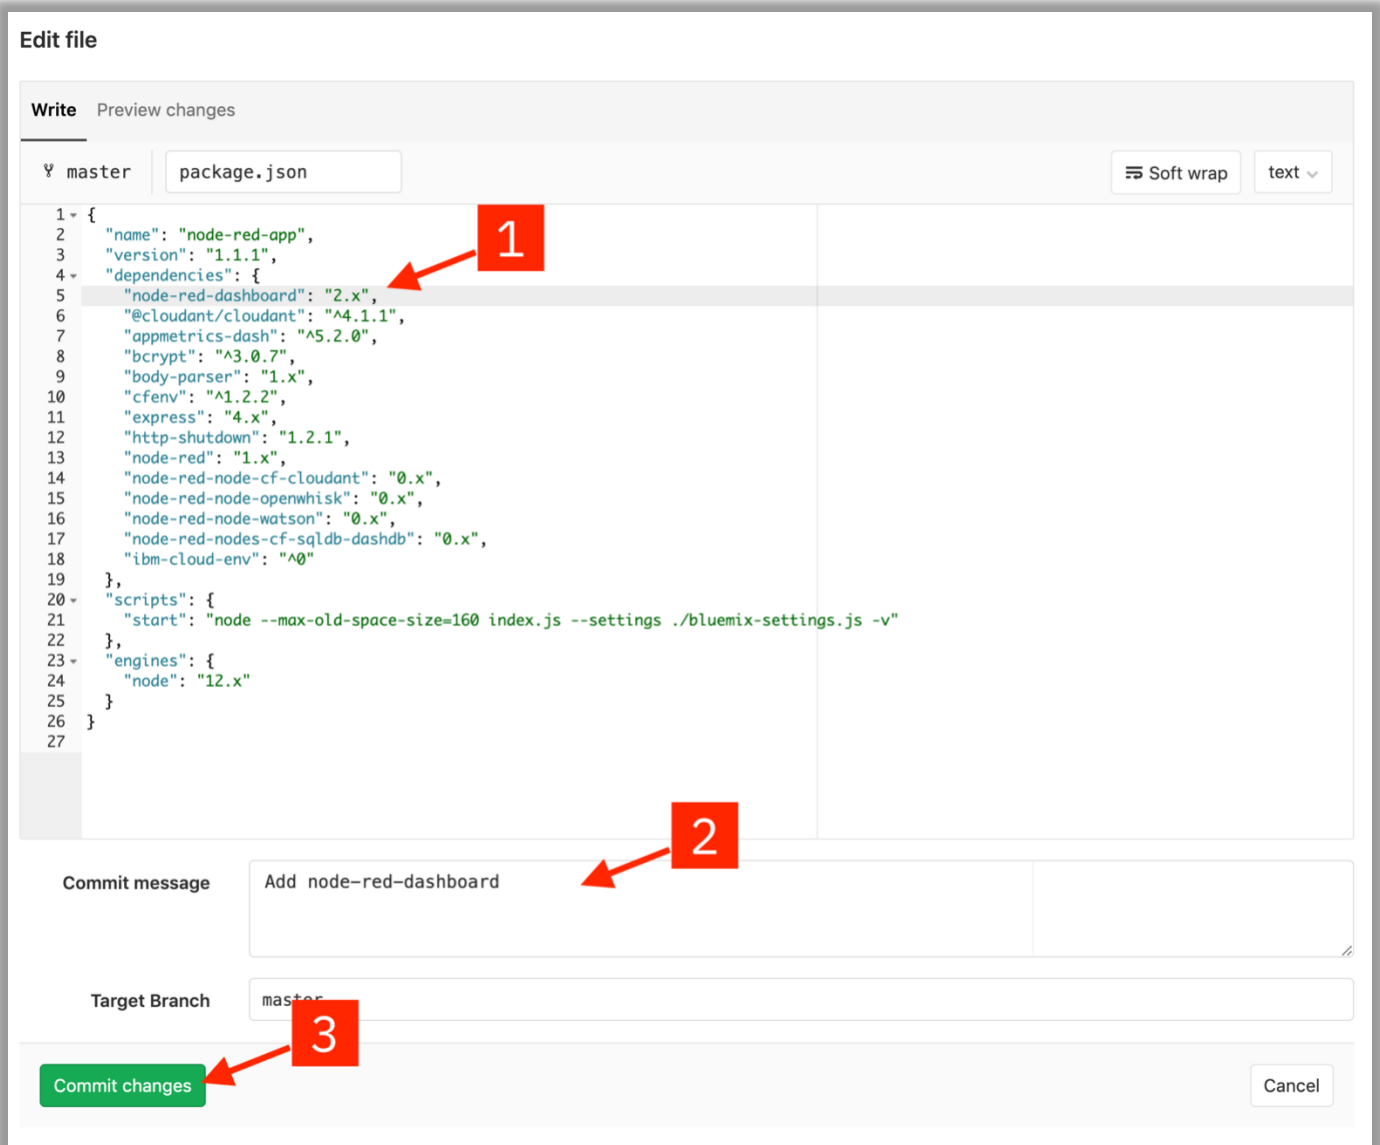 Edit file
Write Preview changes
master package.json Soft wrap text
1 {
2 "name": "node-red-app",
3 "version": "1.1.1",
4 "dependencies": {
5 "node-red-dashboard": "2.x",
6 "@cloudant/cloudant": "^4.1.1",
7 "appmetrics-dash": "^5.2.0",
8 "bcrypt": "^3.0.7",
9 "body-parser": "1.x",
10 "cfenv": "^1.2.2",
11 "express": "4.x",
12 "http-shutdown": "1.2.1",
13 "node-red": "1.x",
14 "node-red-node-cf-cloudant": "0.x",
15 "node-red-node-openwhisk": "0.x",
16 "node-red-node-watson": "0.x",
17 "node-red-nodes-cf-sqldb-dashdb": "0.x",
18 "ibm-cloud-env": "^0"
19 },
20 "scripts": {
21 "start": "node --max-old-space-size=160 index.js --settings ./bluemix-settings.js -v"
22 },
23 "engines": {
24 "node": "12.x"
25 }
26 }
27
1
2
Commit message Add node-red-dashboard
Target Branch master
3
Commit changes Cancel